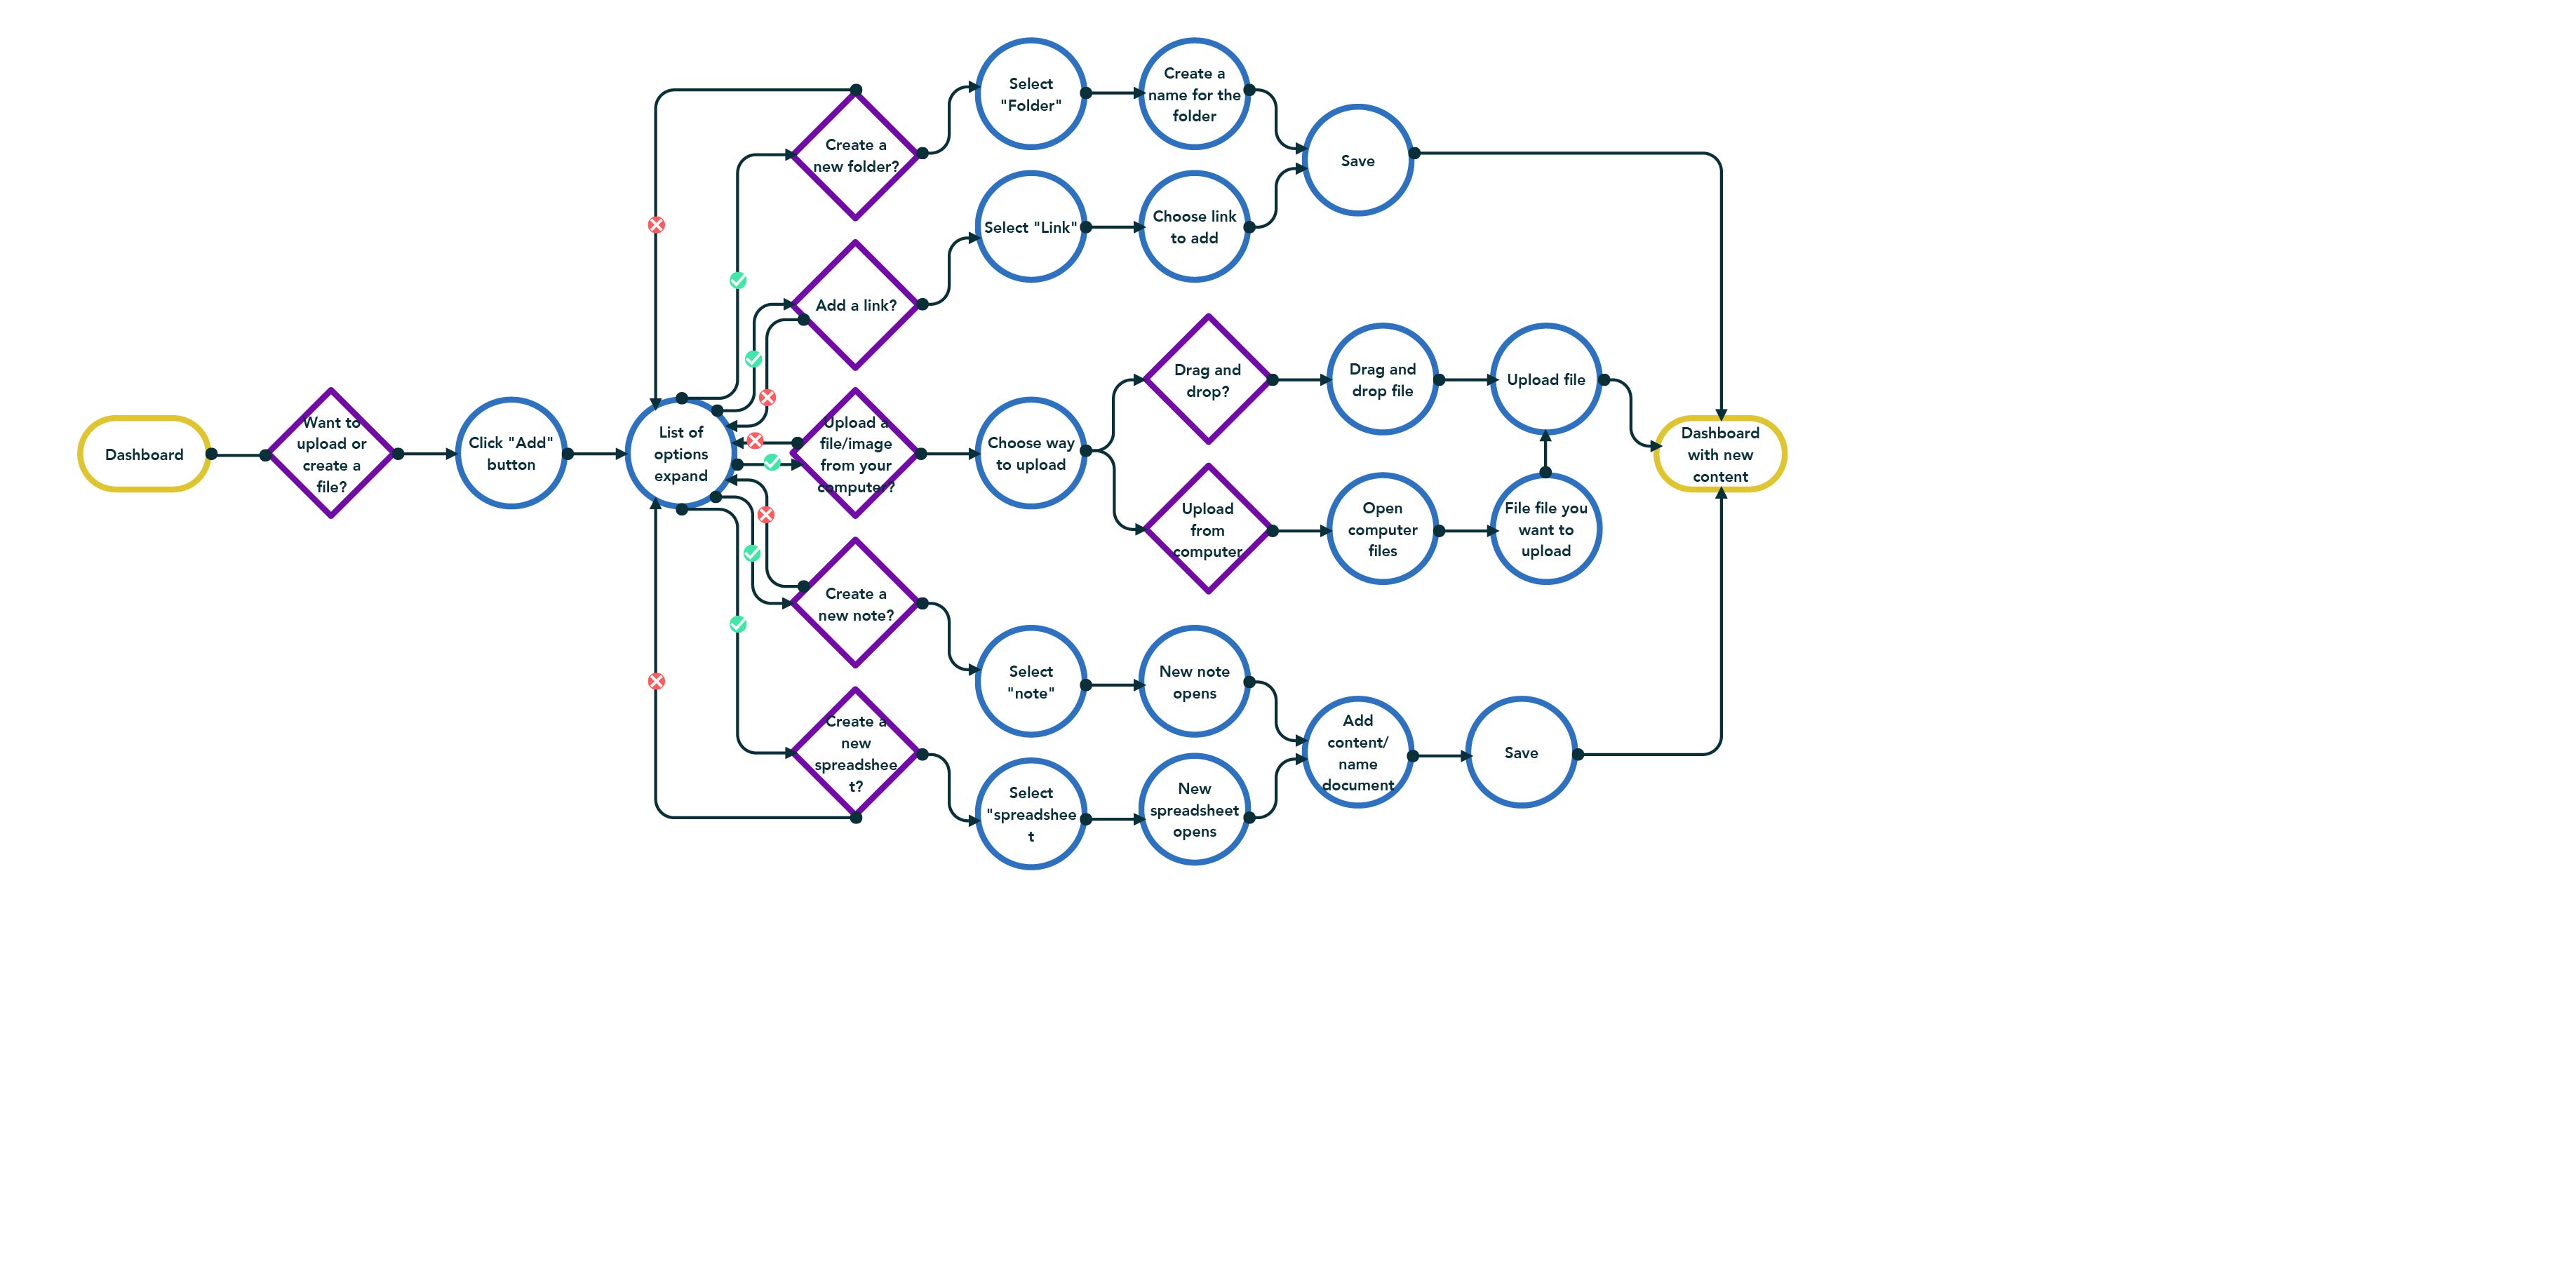 Dashboard
Want to
upload or
create a
file?
Click "Add"
button
List of
options
expand
Create a
new folder?
Select
"Folder"
Create a
name for the
folder
Save
Add a link?
Select "Link"
Choose link
to add
Upload a
file/image
from your
computer?
Choose way
to upload
Drag and
drop?
Drag and
drop file
Upload file
Upload
from
computer
Open
computer
files
File file you
want to
upload
Dashboard
with new
content
Create a
new note?
Select
"note"
New note
opens
Create a
new
spreadshee
t?
Select
"spreadshee
t
New
spreadsheet
opens
Add
content/
name
document
Save